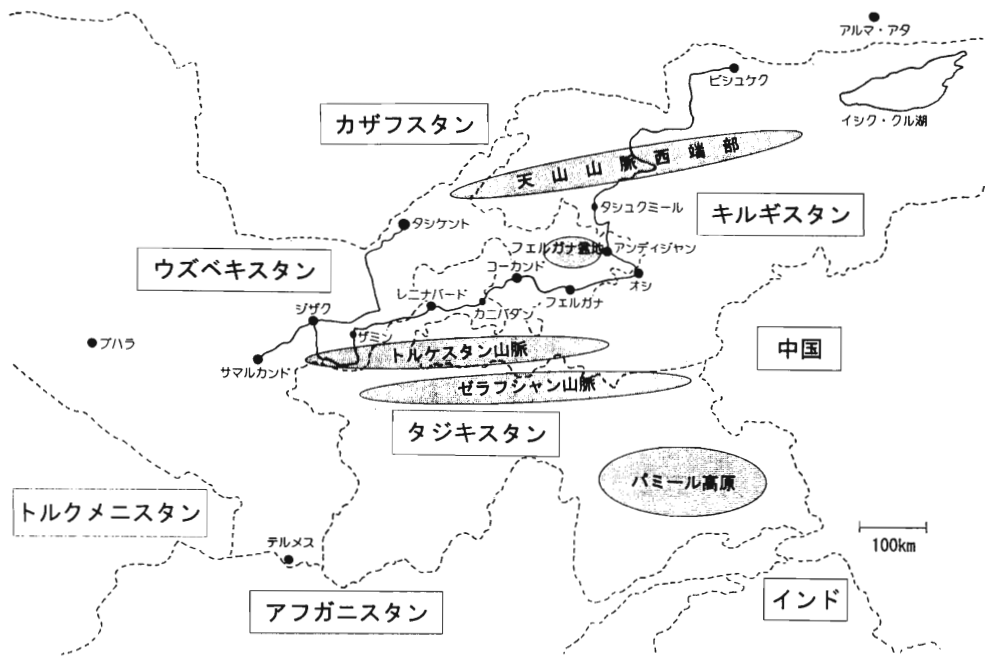 アルマ・アタ
ビシュケク
イシク・クル湖
カザフスタン
天山山脈西端部
タシュクミール
キルギスタン
タシケント
フェルガナ盆地
アンディジャン
ウズベキスタン
コーカンド
オシ
レニナバード
フェルガナ
カニバダン
ジザク
ザミン
ブハラ
トルケスタン山脈
中国
サマルカンド
ゼラフシャン山脈
タジキスタン
パミール高原
トルクメニスタン
100km
テルメス
アフガニスタン
インド